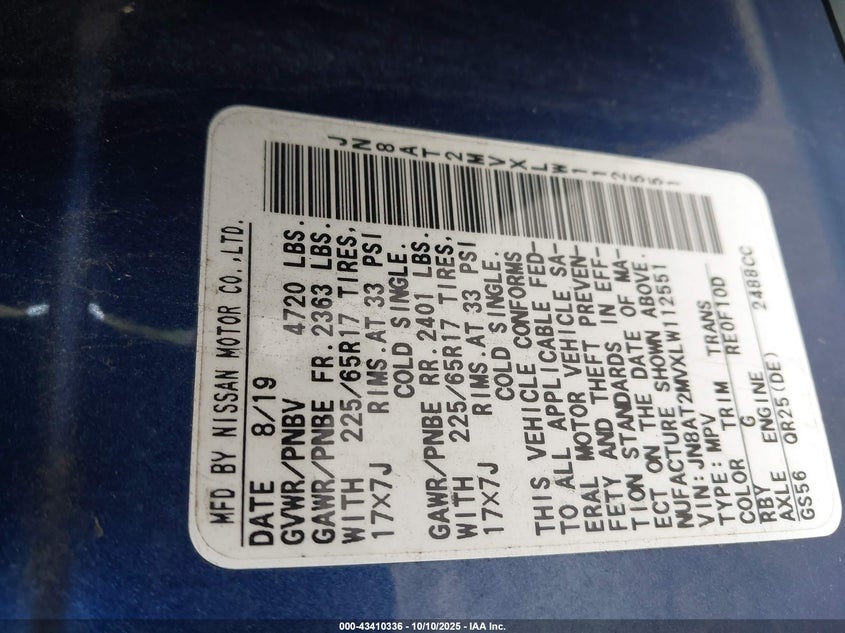 MFD BY NISSAN MOTOR CO.,LTD.
DATE 8/19
GVWR/PNBV 4720 LBS.
GAWR/PNBE FR.2363 LBS.
WITH 225/65R17 TIRES,
17X7J RIMS.AT 33 PSI
COLD SINGLE.
GAWR/PNBE RR.2401 LBS.
WITH 225/65R17 TIRES,
17X7J RIMS.AT 33 PSI
COLD SINGLE.
THIS VEHICLE CONFORMS
TO ALL APPLICABLE FED-
ERAL MOTOR VEHICLE SA-
FETY AND THEFT PREVEN-
TION STANDARDS IN EFF-
ECT ON THE DATE OF MA-
NUFACTURE SHOWN ABOVE.
VIN:JN8AT2MVXLW112551
TYPE:MPV
COLOR TRIM TRANS
RBY G RE0F10D
AXLE ENGINE
GS56 QR25(DE) 2488CC
JN8AT2MVXLW112551
000-43410336 - 10/10/2025 - IAA Inc.